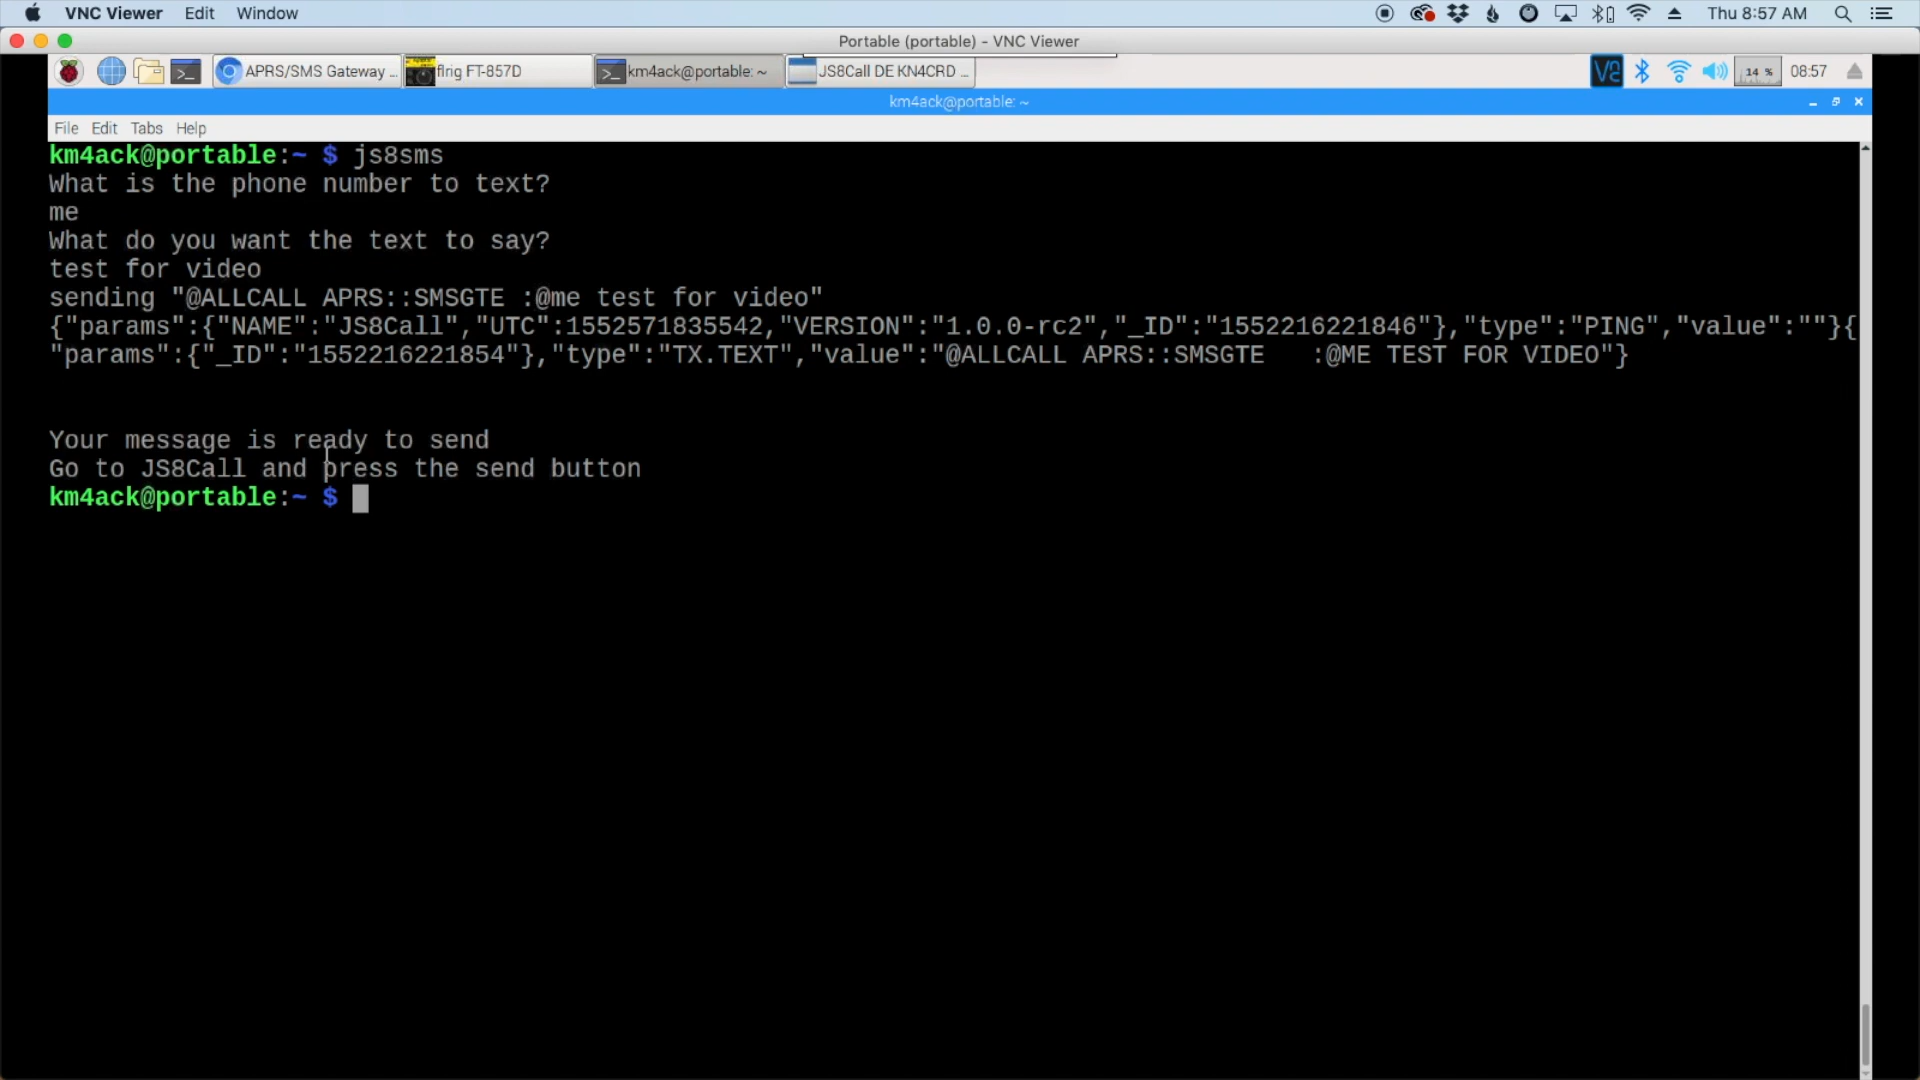 VNC Viewer Edit Window Thu 8:57 AM
Portable (portable) - VNC Viewer
APRS/SMS Gateway ... flrig FT-857D km4ack@portable: ~ JS8Call DE KN4CRD ... 14 % 08:57
km4ack@portable: ~
File Edit Tabs Help
km4ack@portable:~ $ js8sms
What is the phone number to text?
me
What do you want the text to say?
test for video
sending "@ALLCALL APRS::SMSGTE :@me test for video"
{"params":{"NAME":"JS8Call","UTC":1552571835542,"VERSION":"1.0.0-rc2","_ID":"1552216221846"},"type":"PING","value":""}{
"params":{"_ID":"1552216221854"},"type":"TX.TEXT","value":"@ALLCALL APRS::SMSGTE   :@ME TEST FOR VIDEO"}
Your message is ready to send
Go to JS8Call and press the send button
km4ack@portable:~ $